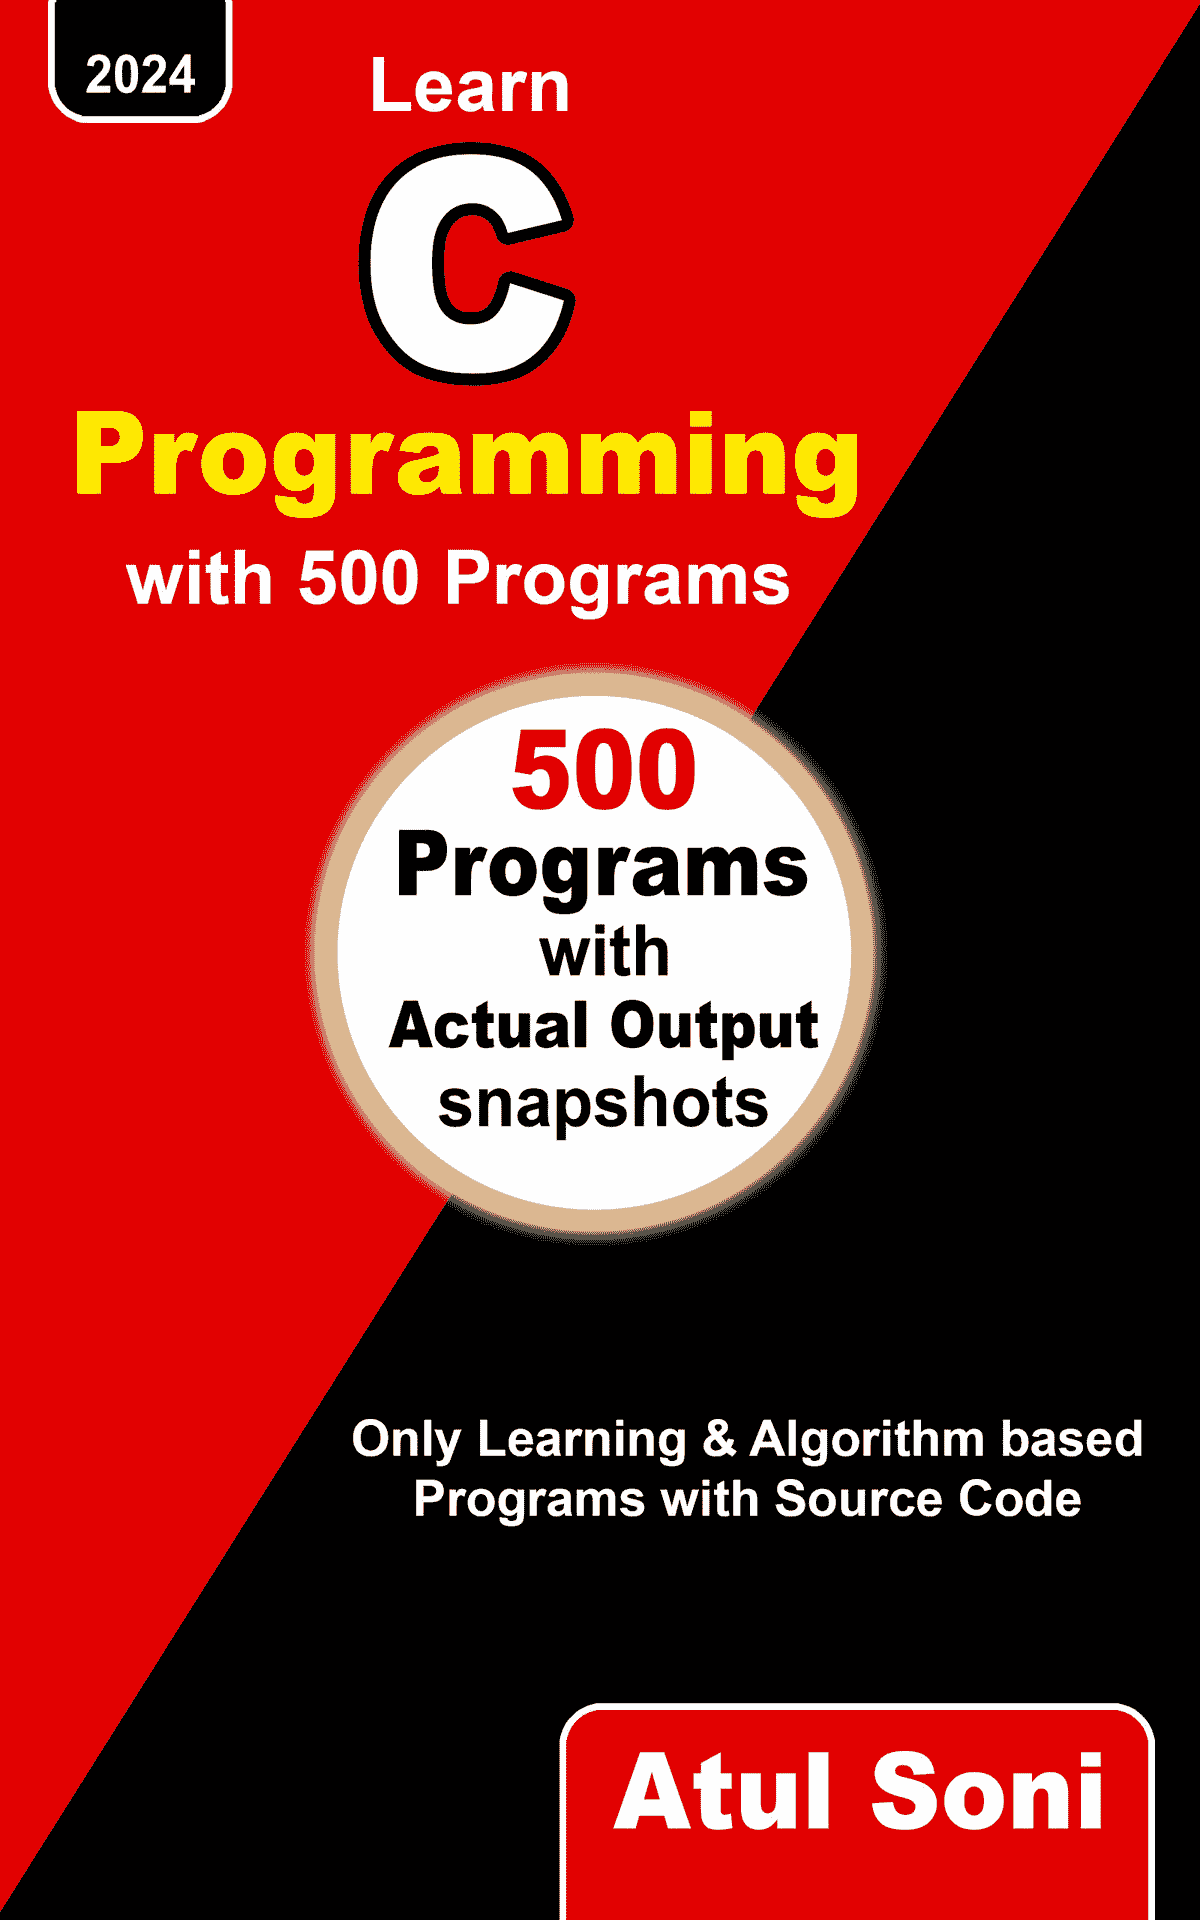 2024
Learn
C
Programming
with 500 Programs
500
Programs
with
Actual Output
snapshots
Only Learning & Algorithm based
Programs with Source Code
Atul Soni